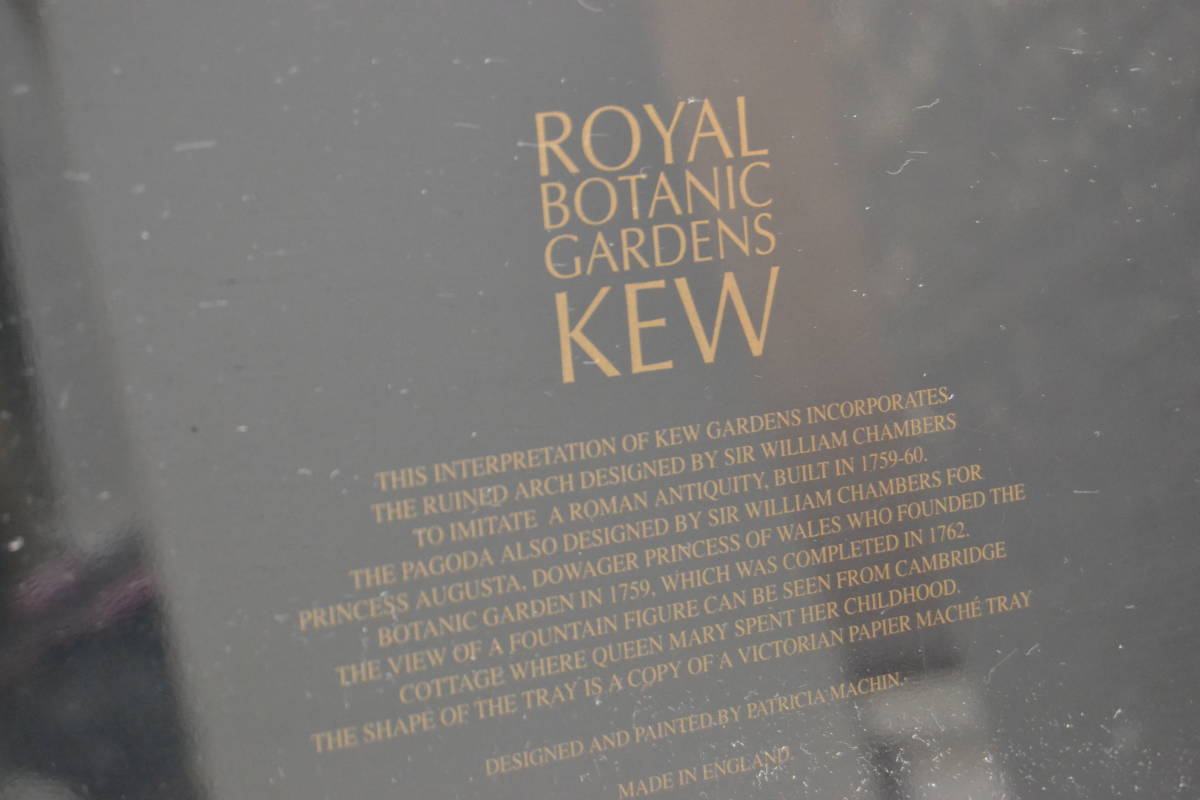 ROYAL
BOTANIC
GARDENS
KEW
THIS INTERPRETATION OF KEW GARDENS INCORPORATES
THE RUINED ARCH DESIGNED BY SIR WILLIAM CHAMBERS
TO IMITATE A ROMAN ANTIQUITY, BUILT IN 1759-60.
THE PAGODA ALSO DESIGNED BY SIR WILLIAM CHAMBERS FOR
PRINCESS AUGUSTA, DOWAGER PRINCESS OF WALES WHO FOUNDED THE
BOTANIC GARDEN IN 1759, WHICH WAS COMPLETED IN 1762.
THE VIEW OF A FOUNTAIN FIGURE CAN BE SEEN FROM CAMBRIDGE
COTTAGE WHERE QUEEN MARY SPENT HER CHILDHOOD.
THE SHAPE OF THE TRAY IS A COPY OF A VICTORIAN PAPIER MACHÉ TRAY
DESIGNED AND PAINTED BY PATRICIA MACHIN.
MADE IN ENGLAND.